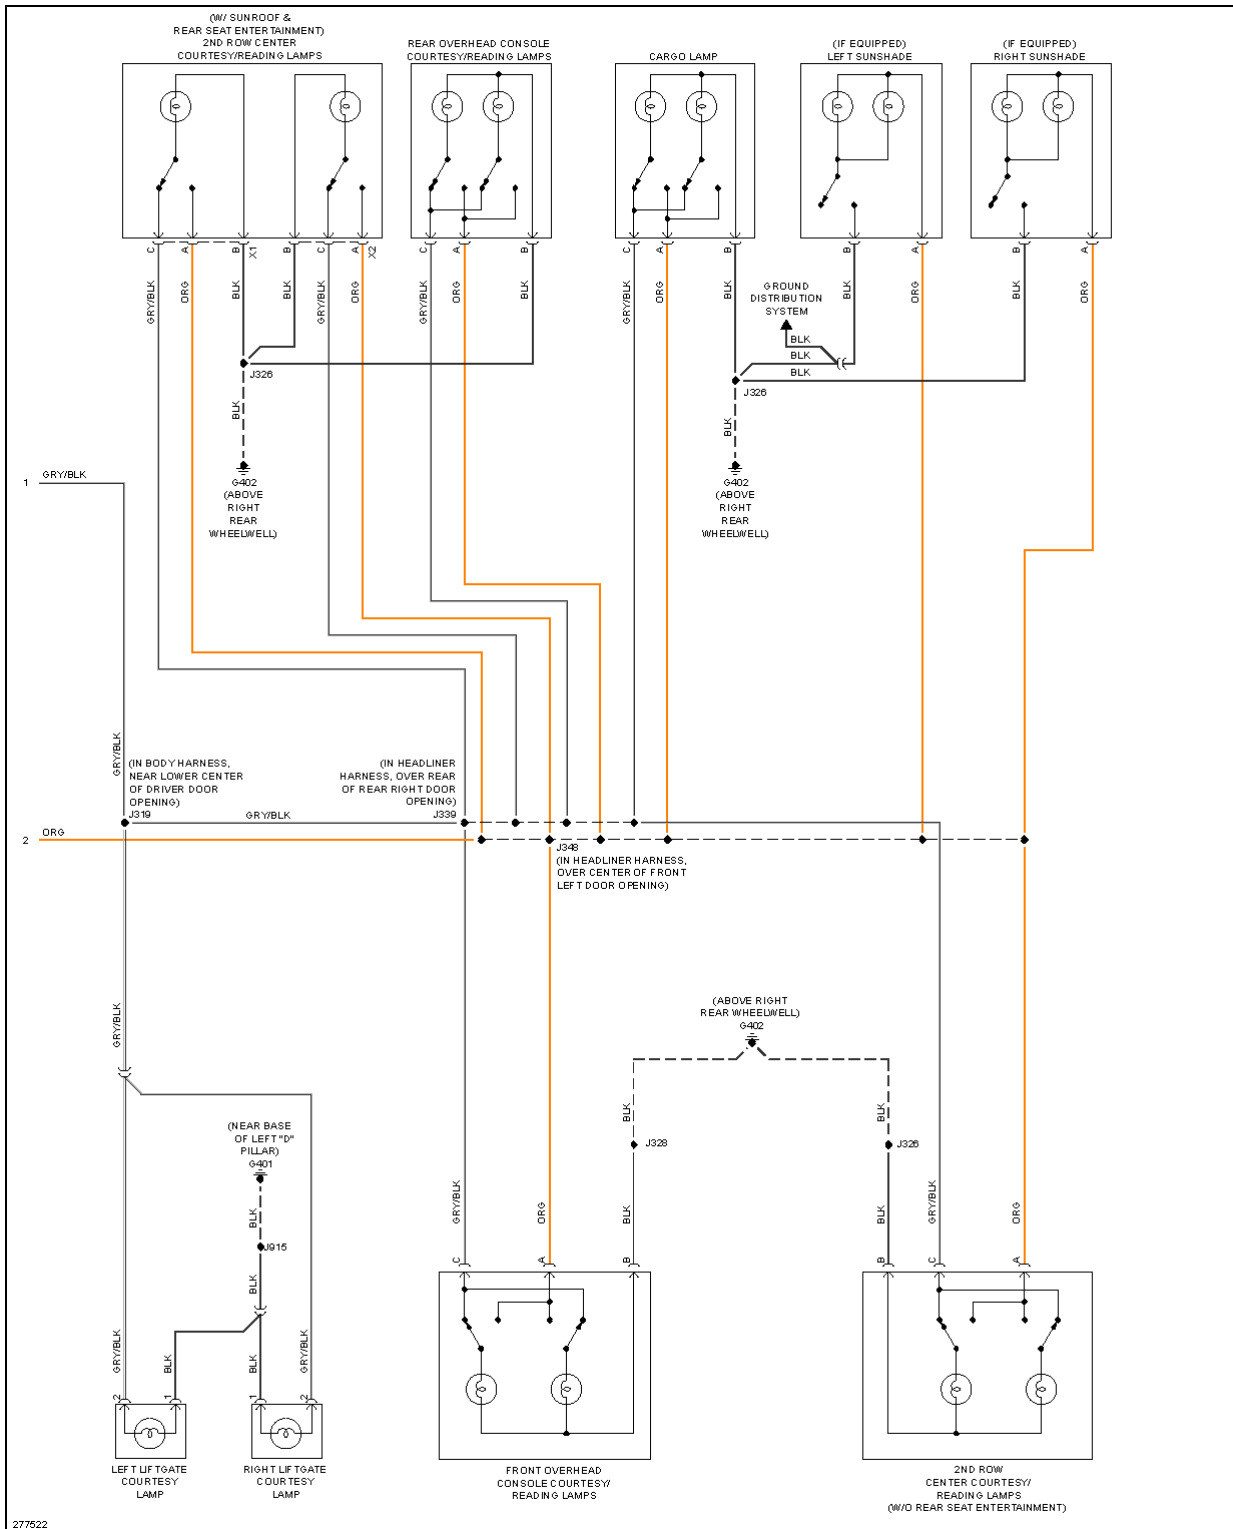 (W/ SUNROOF &
REAR SEAT ENTERTAINMENT)
2ND ROW CENTER
COURTESY/READING LAMPS
REAR OVERHEAD CONSOLE
COURTESY/READING LAMPS
CARGO LAMP
(IF EQUIPPED)
LEFT SUNSHADE
(IF EQUIPPED)
RIGHT SUNSHADE
C
A
B
X1
B
C
A
X2
C
A
B
C
A
B
B
A
B
A
GRY/BLK
ORG
BLK
BLK
GRY/BLK
ORG
GRY/BLK
ORG
BLK
GRY/BLK
ORG
BLK
GROUND
DISTRIBUTION
SYSTEM
BLK
ORG
BLK
ORG
BLK
BLK
BLK
J326
J326
BLK
BLK
G402
(ABOVE
RIGHT
REAR
WHEELWELL)
G402
(ABOVE
RIGHT
REAR
WHEELWELL)
1
GRY/BLK
GRY/BLK
(IN BODY HARNESS,
NEAR LOWER CENTER
OF DRIVER DOOR
OPENING)
J319
(IN HEADLINER
HARNESS, OVER REAR
OF REAR RIGHT DOOR
OPENING)
J339
GRY/BLK
2
ORG
J348
(IN HEADLINER HARNESS,
OVER CENTER OF FRONT
LEFT DOOR OPENING)
GRY/BLK
(ABOVE RIGHT
REAR WHEELWELL)
G402
BLK
BLK
J328
J326
(NEAR BASE
OF LEFT "D"
PILLAR)
G401
BLK
J915
BLK
GRY/BLK
ORG
BLK
BLK
GRY/BLK
ORG
C
A
B
B
C
A
GRY/BLK
BLK
BLK
GRY/BLK
2
1
1
2
LEFT LIFTGATE
COURTESY
LAMP
RIGHT LIFTGATE
COURTESY
LAMP
FRONT OVERHEAD
CONSOLE COURTESY/
READING LAMPS
2ND ROW
CENTER COURTESY/
READING LAMPS
(W/O REAR SEAT ENTERTAINMENT)
277522